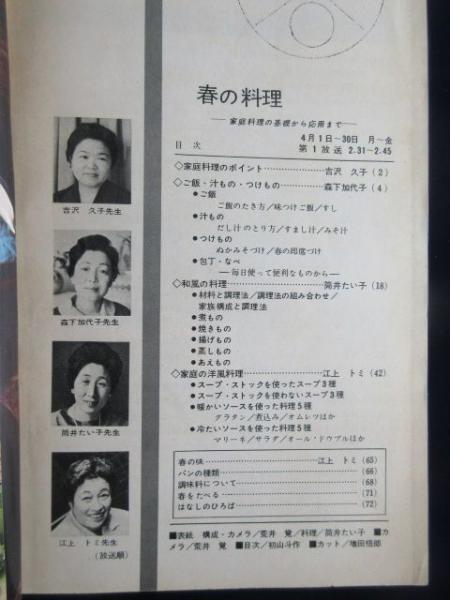 春の料理
― 家庭料理の基礎から応用まで ―
4月1日〜30日 月〜金
目次
第1放送 2.31〜2.45
◇家庭料理のポイント…………………吉沢 久子(2)
◇ご飯・汁もの・つけもの……………森下加代子(4)
●ご飯
ご飯のたき方／味つけご飯／すし
●汁もの
だし汁のとり方／すまし汁／みそ汁
●つけもの
ぬかみそづけ／春の即席づけ
●包丁・なべ
―毎日使って便利なものから―
◇和風の料理……………………………筒井たい子(18)
●材料と調理法／調理法の組み合わせ／
家族構成と調理法
●煮もの
●焼きもの
●揚げもの
●蒸しもの
●あえもの
◇家庭の洋風料理………………………江上 トミ(42)
●スープ・ストックを使ったスープ3種
●スープ・ストックを使わないスープ3種
●暖かいソースを使った料理5種
グラタン／煮込み／オムレツほか
●冷たいソースを使った料理5種
マリーネ／サラダ／オール・ドウブルほか
春の味…………………………江上 トミ(65)
パンの種類……………………………(66)
調味料について………………………(68)
春をたべる……………………………(71)
はなしのひろば………………………(72)
■表紙 構成・カメラ／荒井 覚／料理／筒井たい子 ■カ
メラ／荒井 覚 ■目次／初山斗作 ■カット／増田悟郎
吉沢 久子先生
森下加代子先生
筒井たい子先生
江上 トミ先生
(放送順)